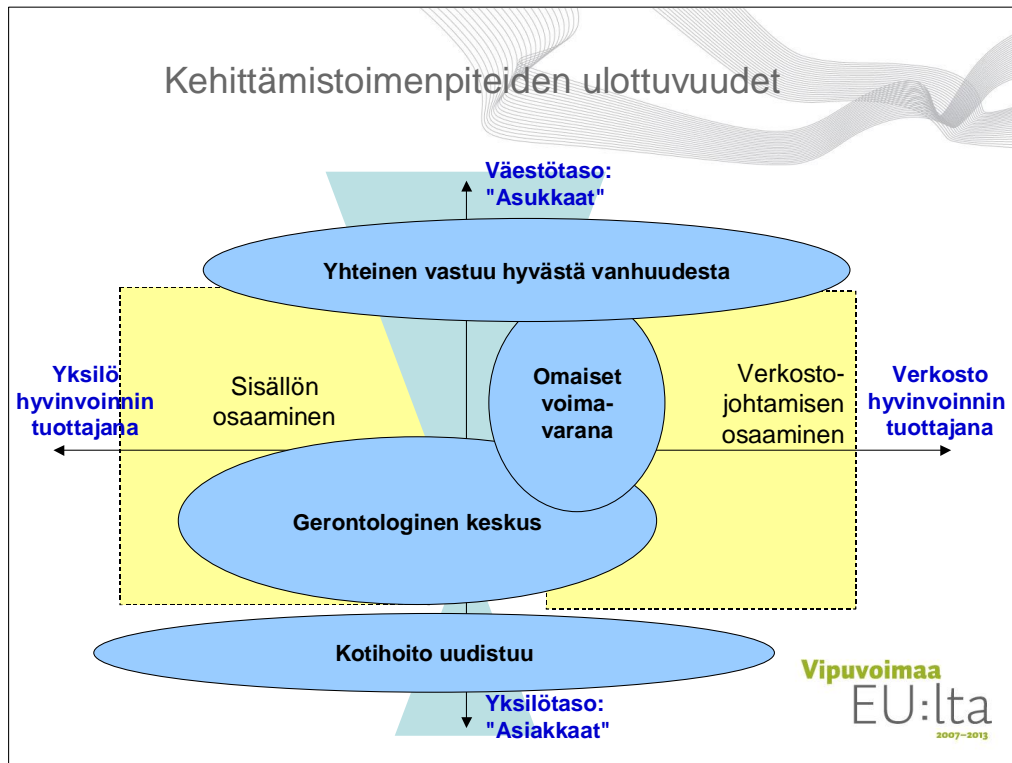 Kehittämistoimenpiteiden ulottuvuudet
Väestötaso:
"Asukkaat"
Yhteinen vastuu hyvästä vanhuudesta
Yksilö
hyvinvoinnin
tuottajana
Sisällön
osaaminen
Omaiset
voima-
varana
Verkosto-
johtamisen
osaaminen
Verkosto
hyvinvoinnin
tuottajana
Gerontologinen keskus
Kotihoito uudistuu
Yksilötaso:
"Asiakkaat"
Vipuvoimaa
EU:lta
2007–2013